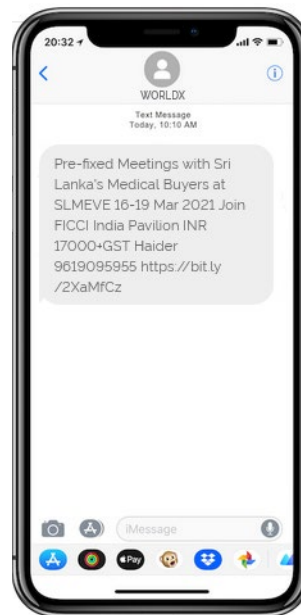 20:32
WORLDX
Text Message
Today, 10:10 AM
Pre-fixed Meetings with Sri
Lanka's Medical Buyers at
SLMEVE 16-19 Mar 2021 Join
FICCI India Pavilion INR
17000+GST Haider
9619095955 https://bit.ly
/2XaMfCz
iMessage
Pay